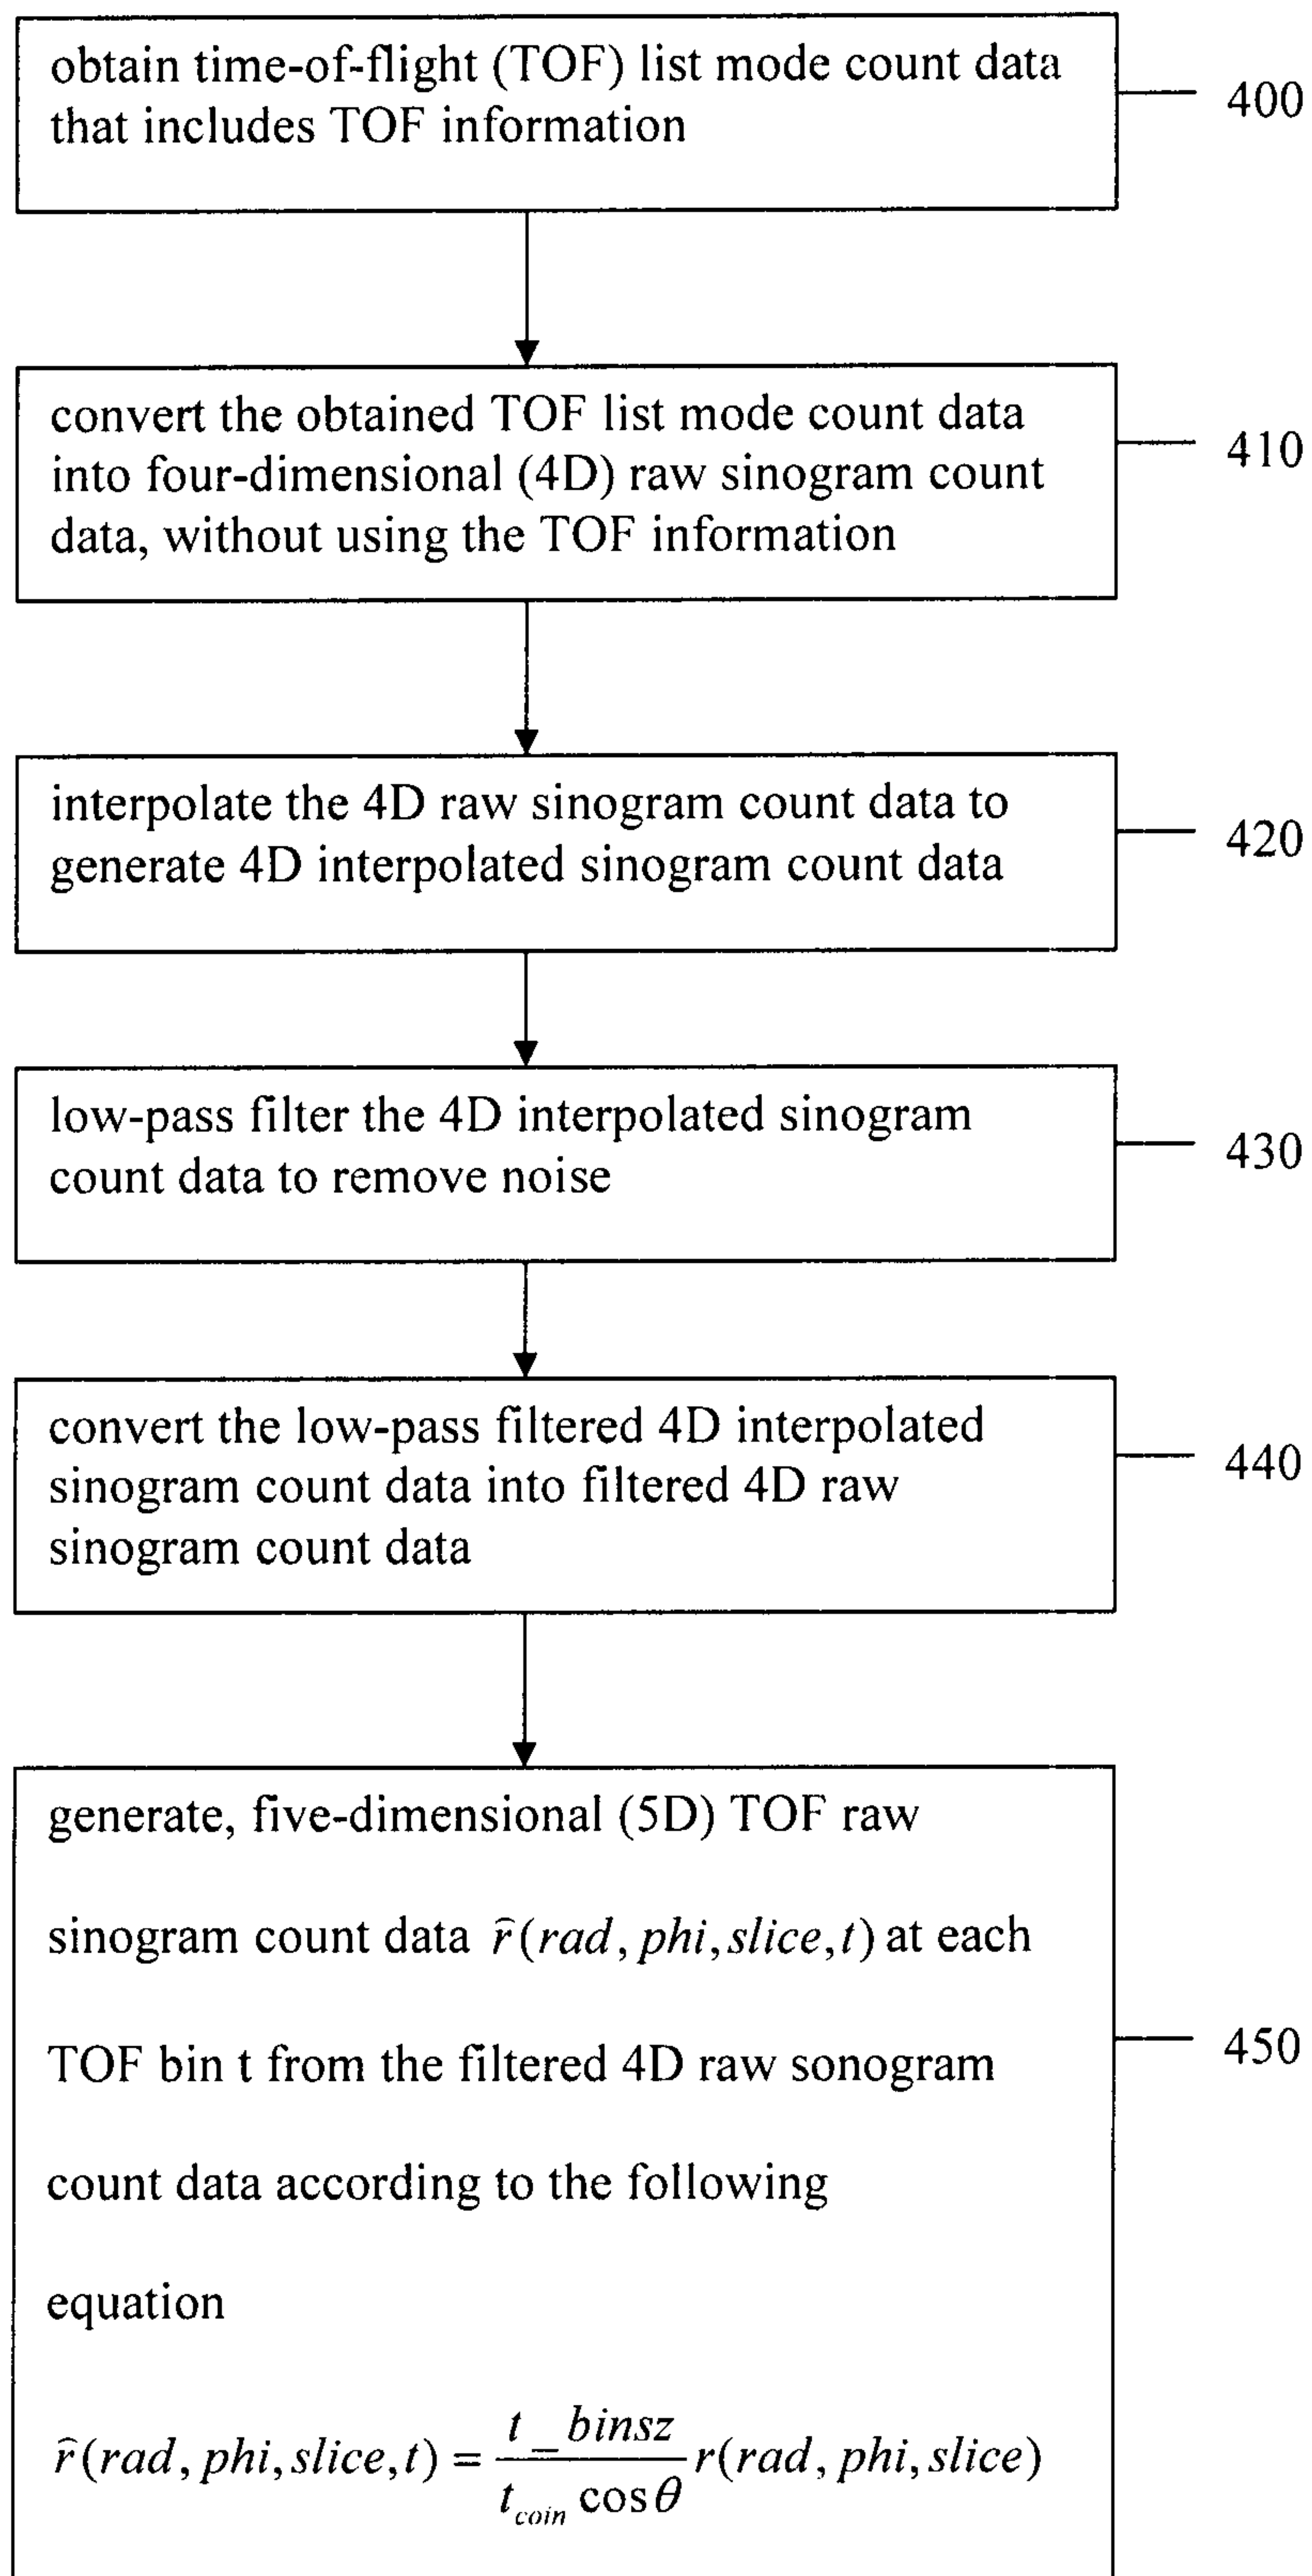 obtain time-of-flight (TOF) list mode count data
that includes TOF information
400
convert the obtained TOF list mode count data
into four-dimensional (4D) raw sinogram count
data, without using the TOF information
410
interpolate the 4D raw sinogram count data to
generate 4D interpolated sinogram count data
420
low-pass filter the 4D interpolated sinogram
count data to remove noise
430
convert the low-pass filtered 4D interpolated
sinogram count data into filtered 4D raw
sinogram count data
440
generate, five-dimensional (5D) TOF raw
sinogram count data r̂(rad, phi, slice, t) at each
TOF bin t from the filtered 4D raw sonogram
count data according to the following
equation
r̂(rad, phi, slice, t) = \frac{t_binsz}{t_{coin} cos θ} r(rad, phi, slice)
450